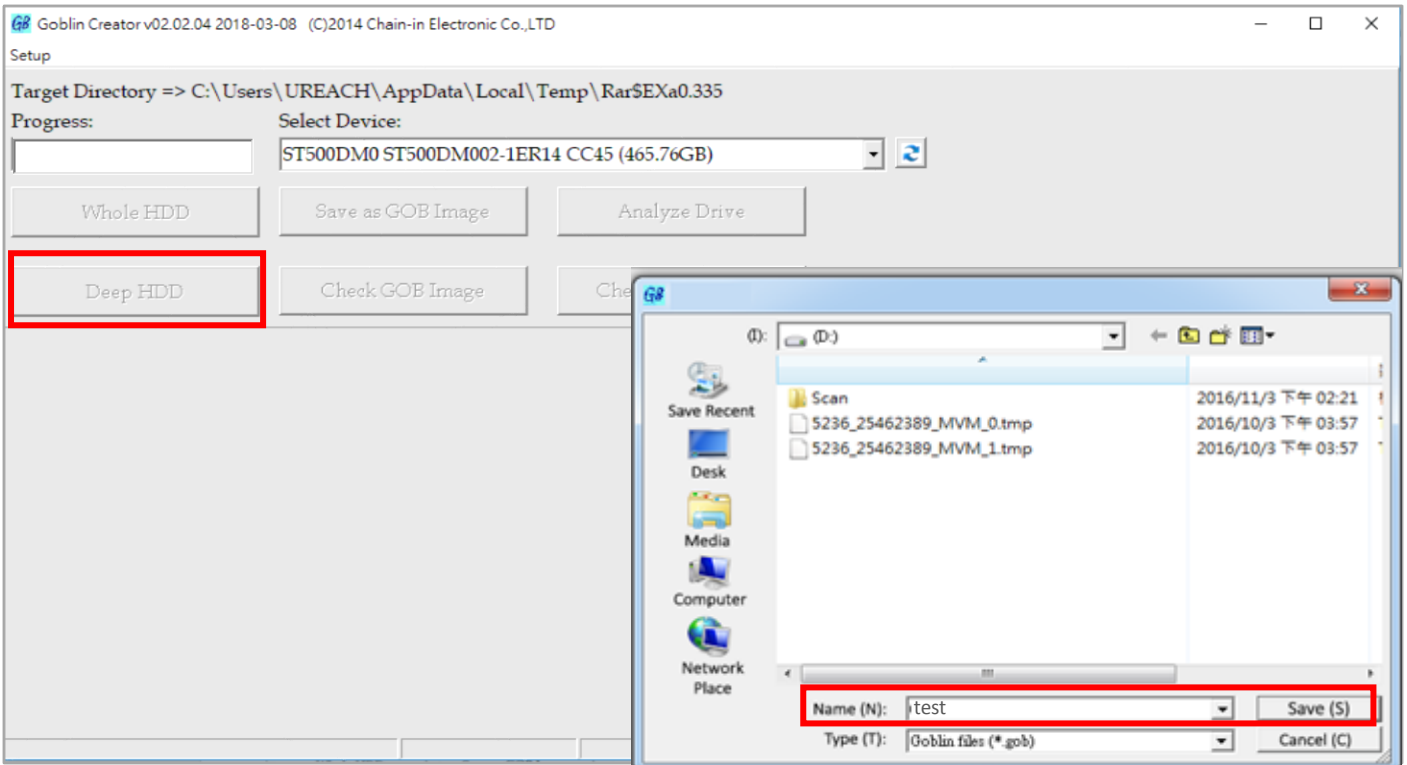 GB Goblin Creator v02.02.04 2018-03-08 (C)2014 Chain-in Electronic Co.,LTD
Setup
Target Directory => C:\Users\UREACH\AppData\Local\Temp\Rar$EXa0.335
Progress:
Select Device:
ST500DM0 ST500DM002-1ER14 CC45 (465.76GB)
Whole HDD
Save as GOB Image
Analyze Drive
Deep HDD
Check GOB Image
Che
GB
(I):
(D:)
Save Recent
Desk
Media
Computer
Network
Place
Scan 2016/11/3 下午 02:21
5236_25462389_MVM_0.tmp 2016/10/3 下午 03:57
5236_25462389_MVM_1.tmp 2016/10/3 下午 03:57
Name (N): test Save (S)
Type (T): Goblin files (*.gob) Cancel (C)